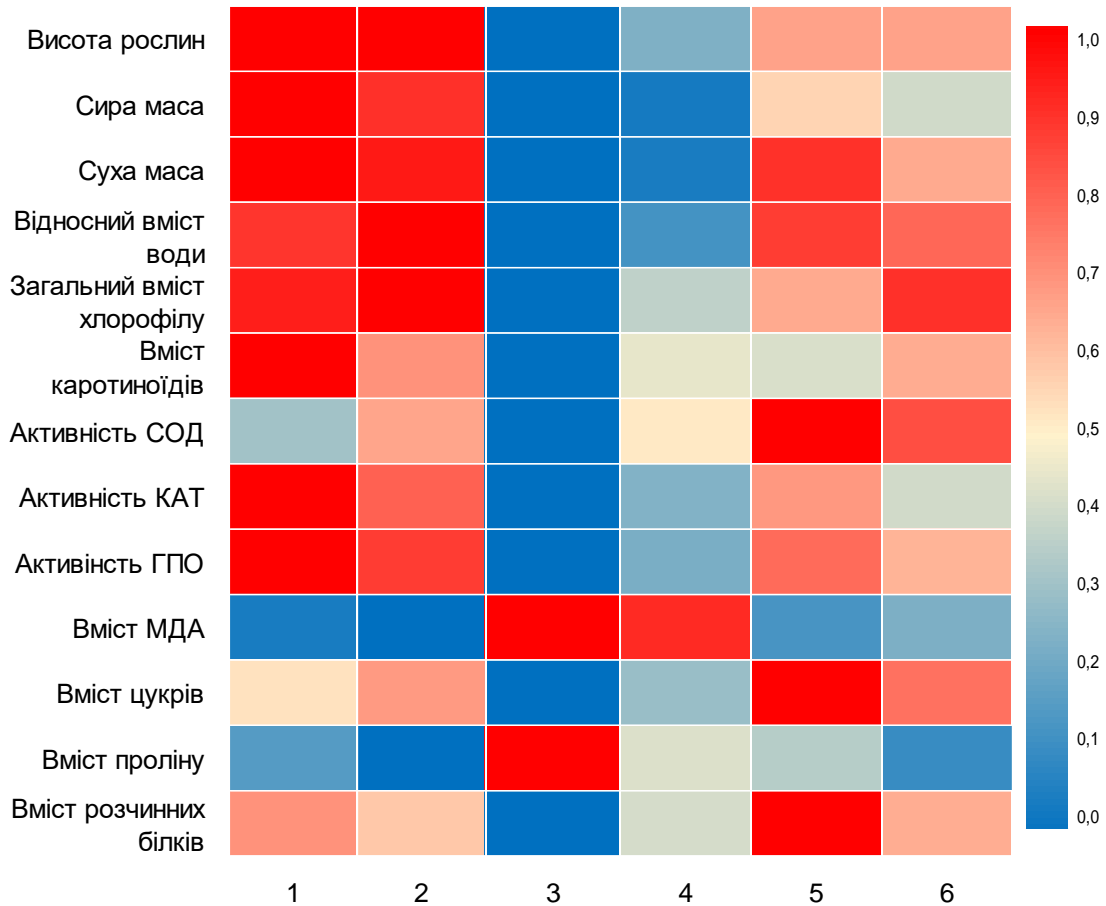 Висота рослин
Сира маса
Суха маса
Відносний вміст
води
Загальний вміст
хлорофілу
Вміст
каротиноїдів
Активність СОД
Активність КАТ
Активінсть ГПО
Вміст МДА
Вміст цукрів
Вміст проліну
Вміст розчинних
білків
1 2 3 4 5 6
1,0
0,9
0,8
0,7
0,6
0,5
0,4
0,3
0,2
0,1
0,0